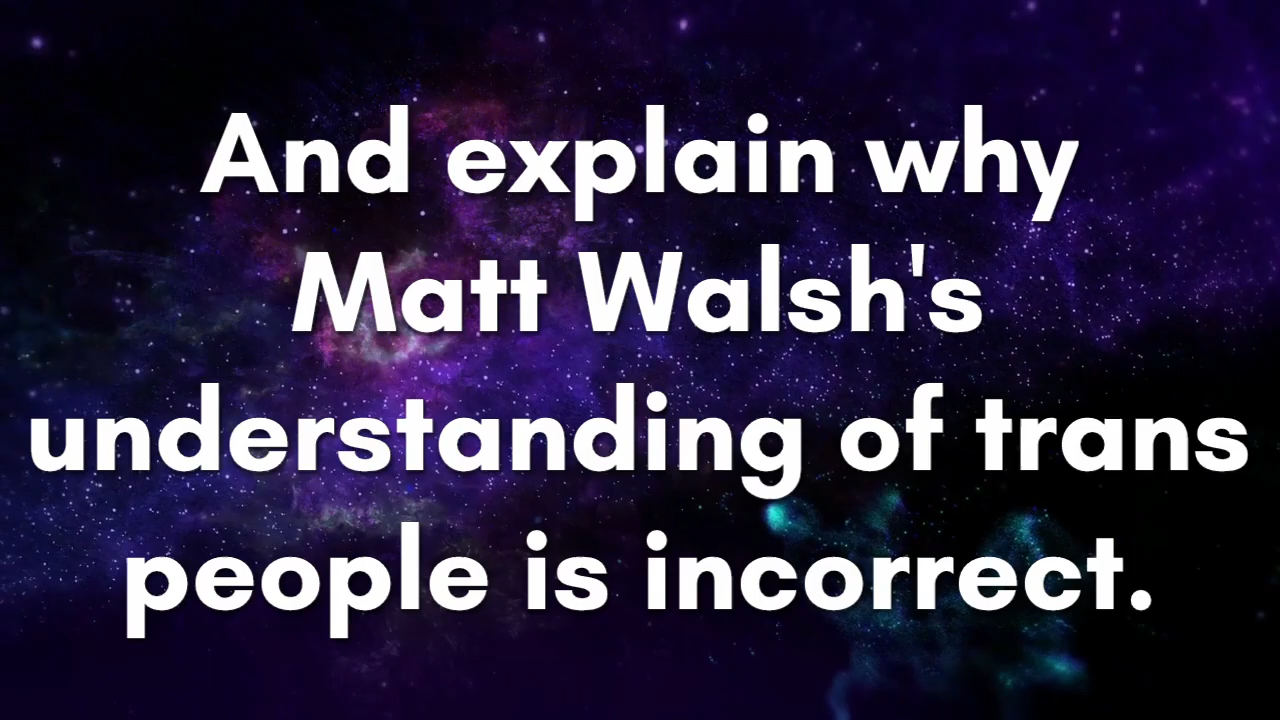 And explain why
Matt Walsh's
understanding of trans
people is incorrect.